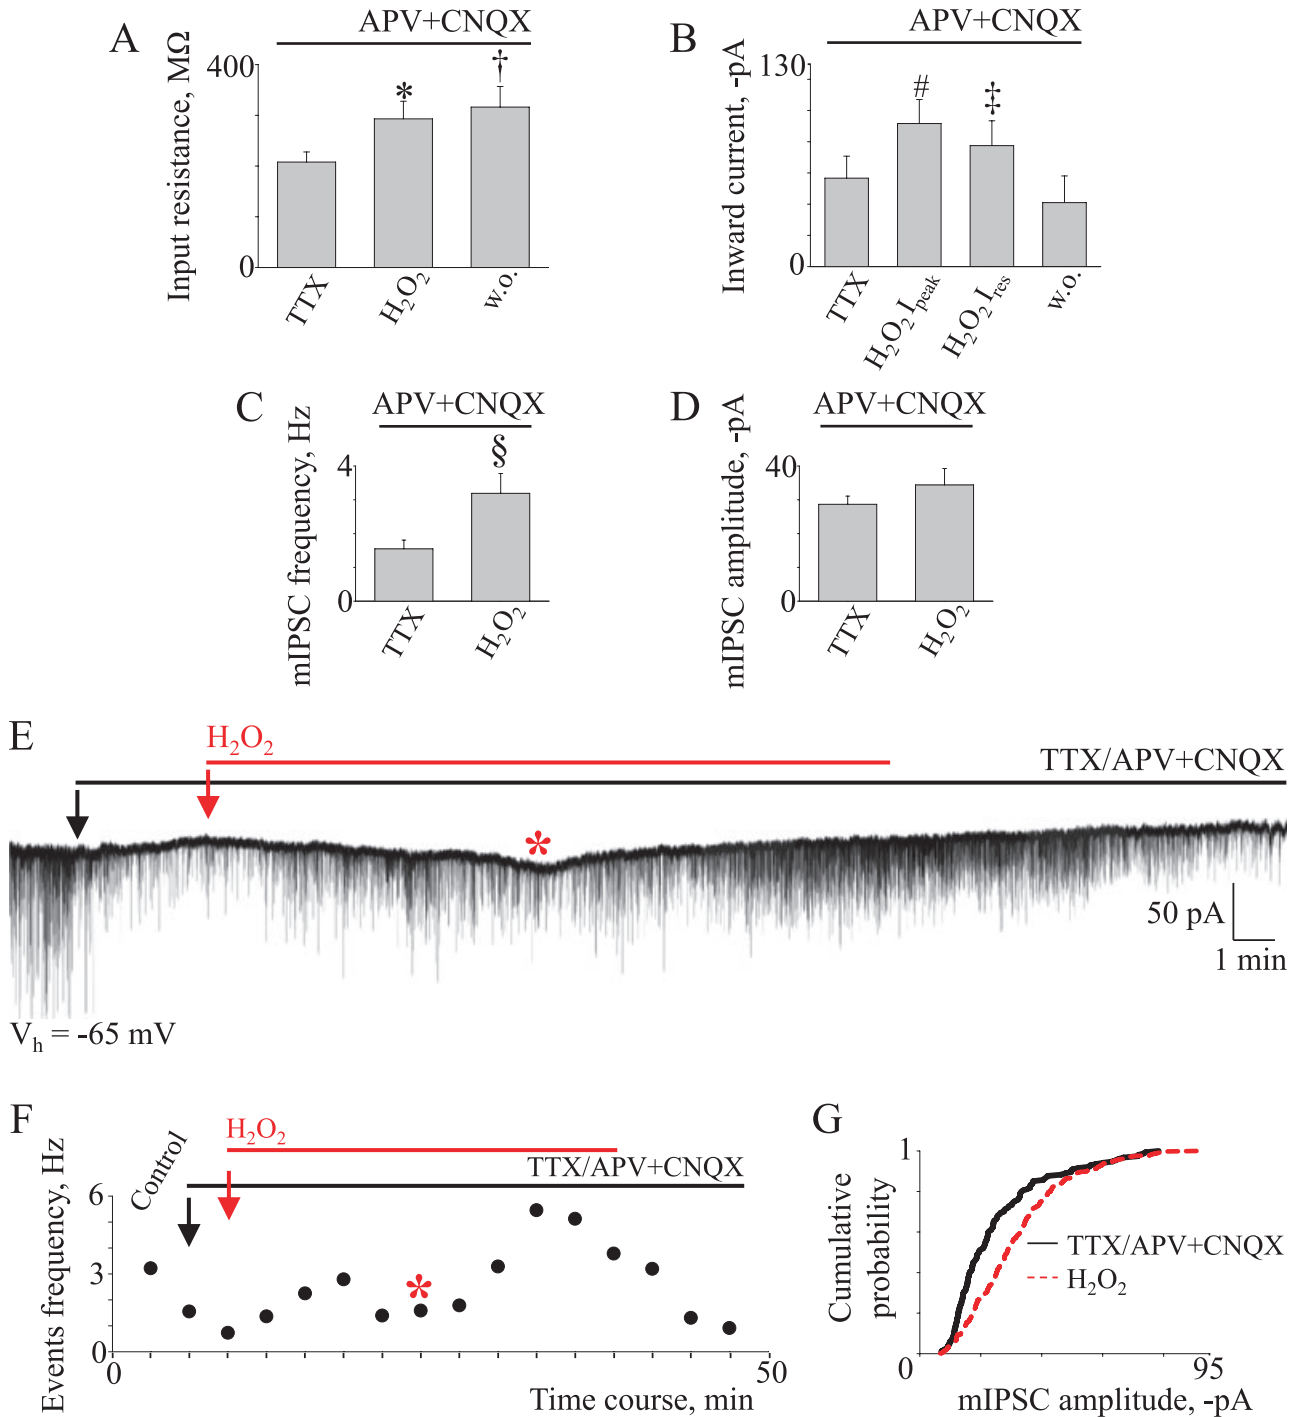 A
APV+CNQX
Input resistance, MΩ
400
0
*
†
TTX
H₂O₂
w.o.
B
APV+CNQX
Inward current, -pA
130
0
#
‡
TTX
H₂O₂ Ipeak
H₂O₂ Ires
w.o.
C
APV+CNQX
mIPSC frequency, Hz
4
0
§
TTX
H₂O₂
D
APV+CNQX
mIPSC amplitude, -pA
40
0
TTX
H₂O₂
E
H₂O₂
TTX/APV+CNQX
*
50 pA
1 min
Vh = -65 mV
F
Control
H₂O₂
TTX/APV+CNQX
Events frequency, Hz
6
3
0
*
0
50
Time course, min
G
Cumulative
probability
1
TTX/APV+CNQX
H₂O₂
0
95
mIPSC amplitude, -pA